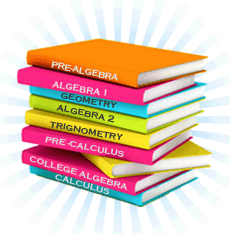 PRE-ALGEBRA
ALGEBRA 1
GEOMETRY
ALGEBRA 2
TRIGNOMETRY
PRE-CALCULUS
COLLEGE ALGEBRA
CALCULUS